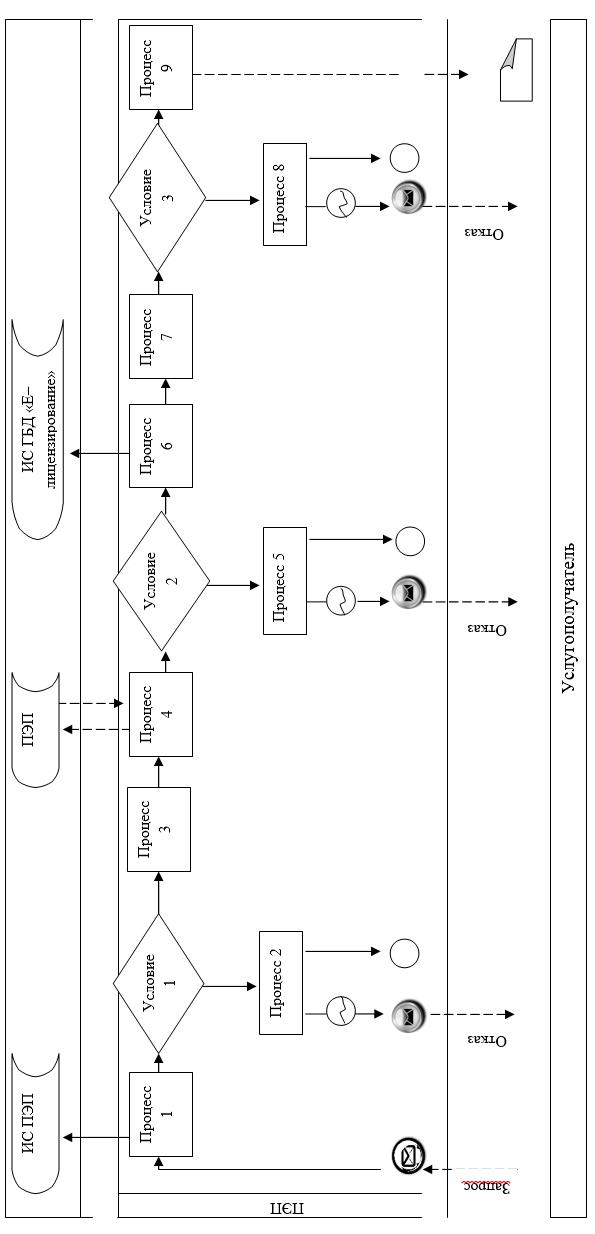 ИС ПЭП
ПЭП
ИС ГБД «Е–
лицензирование»
ПЭП
Запрос
Процесс
1
Условие
1
Процесс 2
Отказ
Процесс
3
Процесс
4
Условие
2
Процесс 5
Отказ
Процесс
6
Процесс
7
Условие
3
Процесс 8
Отказ
Процесс
9
Услугополучатель